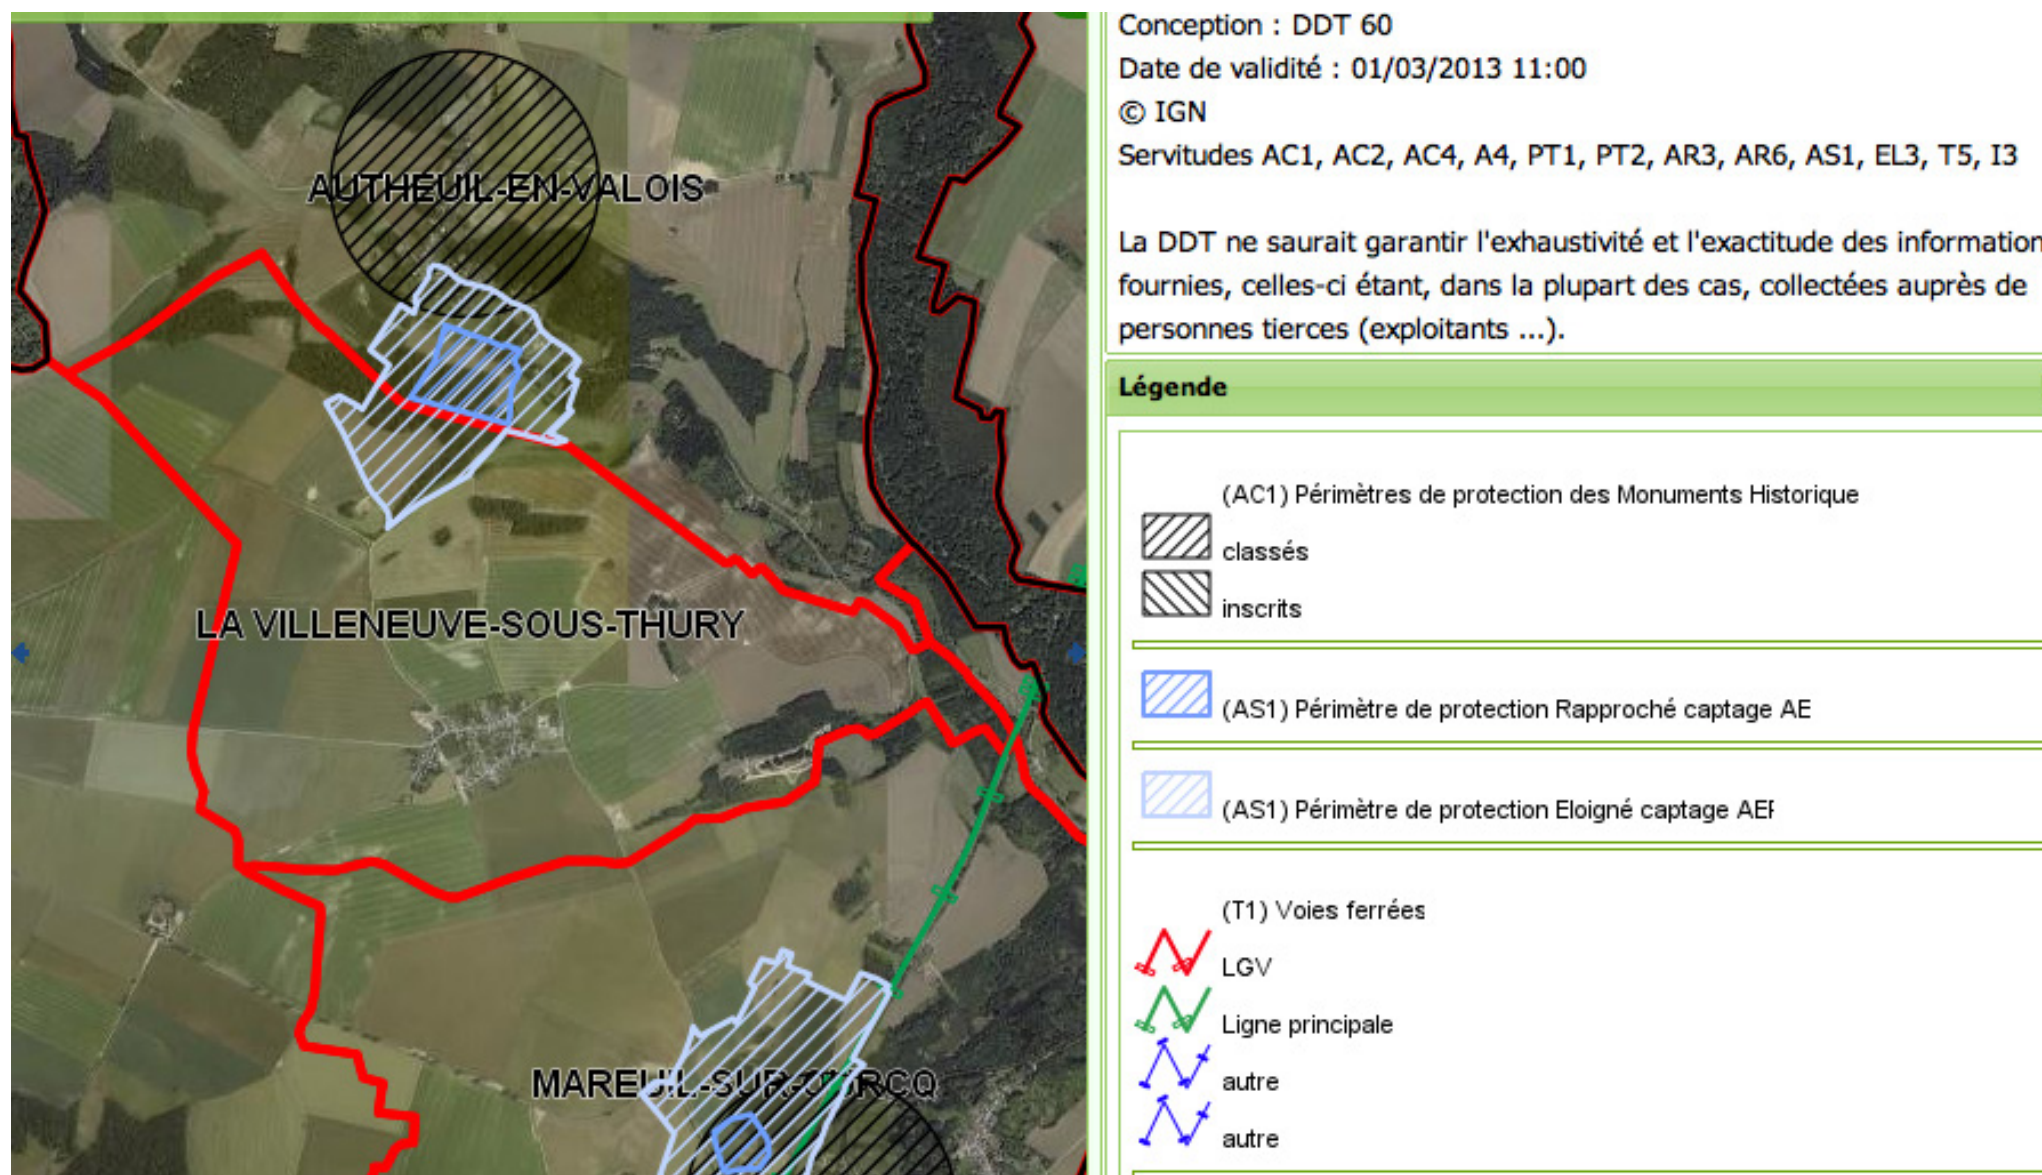 AUTHEUIL-EN-VALOIS
LA VILLENEUVE-SOUS-THURY
MAREUIL-SUR-OURCQ
Conception : DDT 60
Date de validité : 01/03/2013 11:00
© IGN
Servitudes AC1, AC2, AC4, A4, PT1, PT2, AR3, AR6, AS1, EL3, T5, I3
La DDT ne saurait garantir l'exhaustivité et l'exactitude des information
fournies, celles-ci étant, dans la plupart des cas, collectées auprès de
personnes tierces (exploitants ...).
Légende
(AC1) Périmètres de protection des Monuments Historique
classés
inscrits
(AS1) Périmètre de protection Rapproché captage AE
(AS1) Périmètre de protection Eloigné captage AEP
(T1) Voies ferrées
LGV
Ligne principale
autre
autre